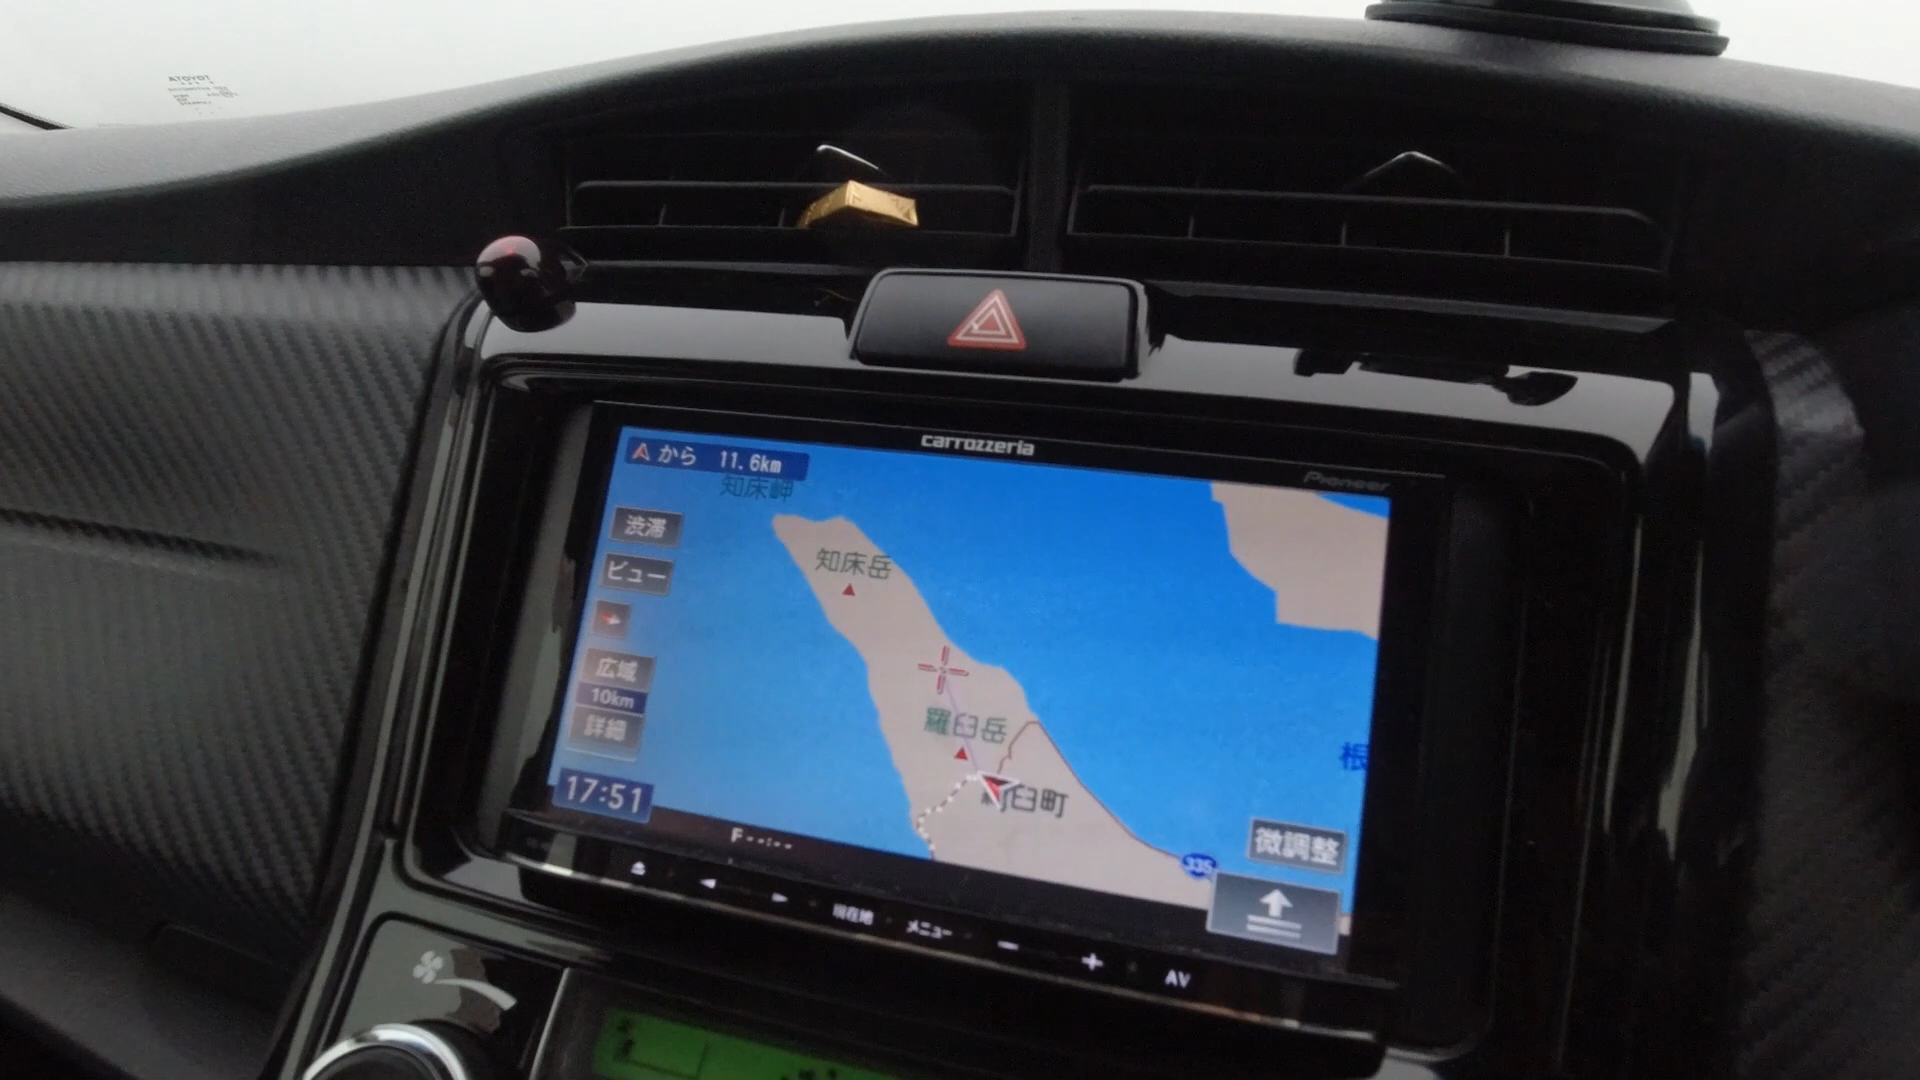 carrozzeria
Pioneer
から 11.6km
知床岬
渋滞
ビュー
知床岳
広域
10km
詳細
羅臼岳
臼町
根
17:51
335
微調整
現在地
メニュー
AV